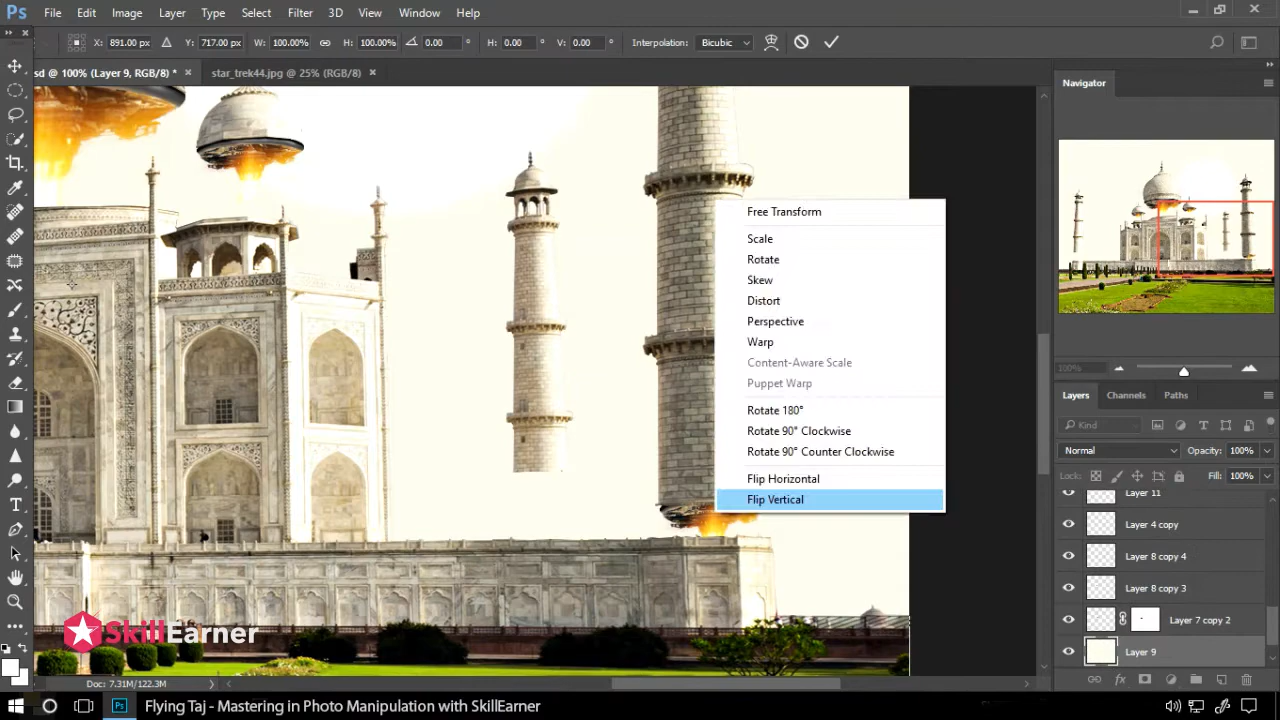 Ps File Edit Image Layer Type Select Filter 3D View Window Help
X: 891.00 px Y: 717.00 px W: 100.00% H: 100.00% 0.00 ° H: 0.00 ° V: 0.00 ° Interpolation: Bicubic
sd @ 100% (Layer 9, RGB/8) * × star_trek44.jpg @ 25% (RGB/8) ×
Navigator
Free Transform
Scale
Rotate
Skew
Distort
Perspective
Warp
Content-Aware Scale
Puppet Warp
Rotate 180°
Rotate 90° Clockwise
Rotate 90° Counter Clockwise
Flip Horizontal
Flip Vertical
100%
Layers Channels Paths
Kind
Normal Opacity: 100%
Lock: Fill: 100%
Layer 11
Layer 4 copy
Layer 8 copy 4
Layer 8 copy 3
Layer 7 copy 2
Layer 9
SkillEarner
Doc: 7.31M/122.3M
Ps Flying Taj - Mastering in Photo Manipulation with SkillEarner